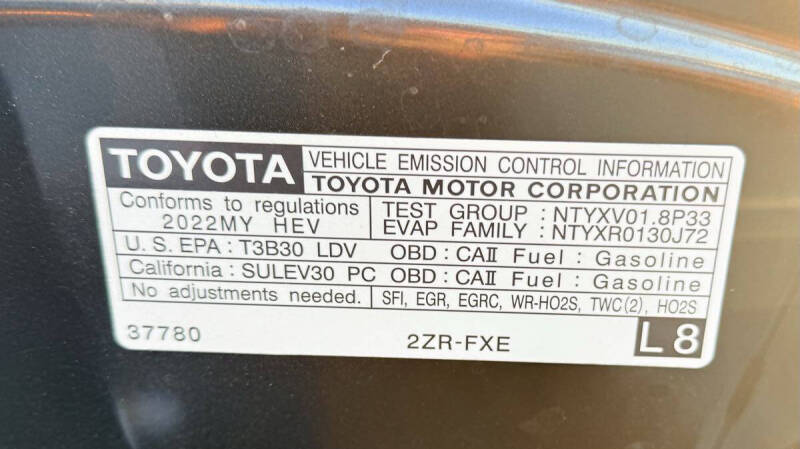 TOYOTA VEHICLE EMISSION CONTROL INFORMATION
TOYOTA MOTOR CORPORATION
Conforms to regulations TEST GROUP : NTYXV01.8P33
2022MY HEV EVAP FAMILY : NTYXR0130J72
U.S. EPA : T3B30 LDV OBD : CAⅡ Fuel : Gasoline
California : SULEV30 PC OBD : CAⅡ Fuel : Gasoline
No adjustments needed. SFI, EGR, EGRC, WR-HO2S, TWC(2), HO2S
37780 2ZR-FXE L8